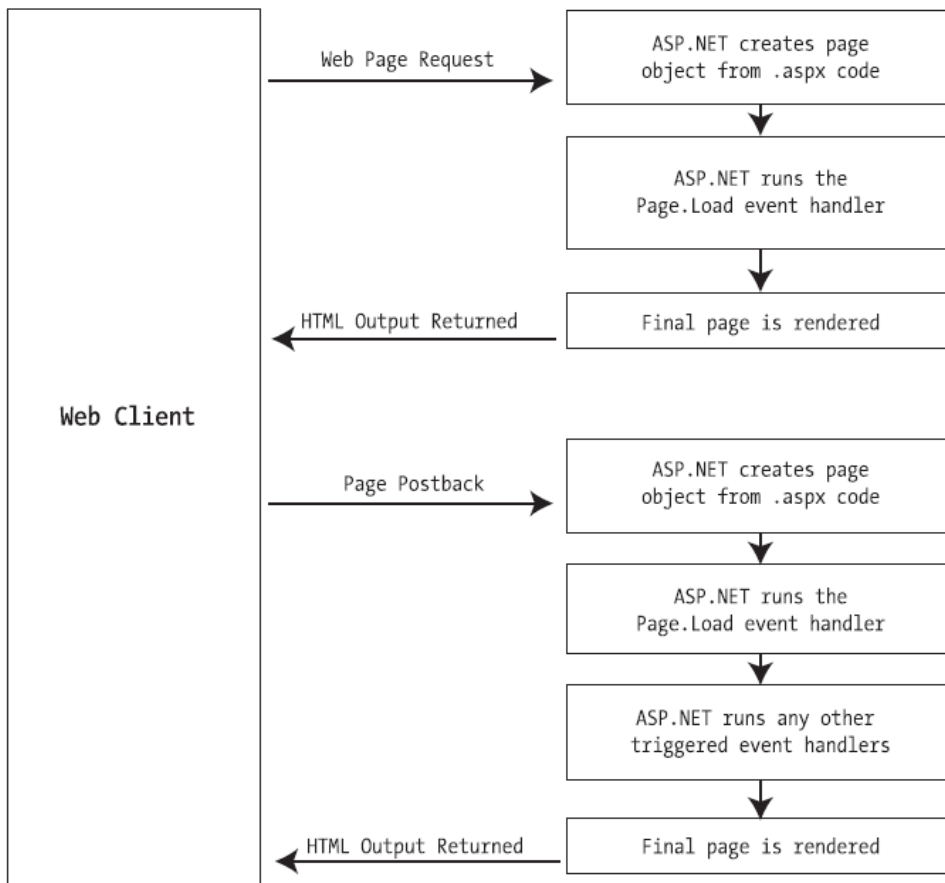 Web Client
Web Page Request
ASP.NET creates page
object from .aspx code
ASP.NET runs the
Page.Load event handler
Final page is rendered
HTML Output Returned
Page Postback
ASP.NET creates page
object from .aspx code
ASP.NET runs the
Page.Load event handler
ASP.NET runs any other
triggered event handlers
Final page is rendered
HTML Output Returned